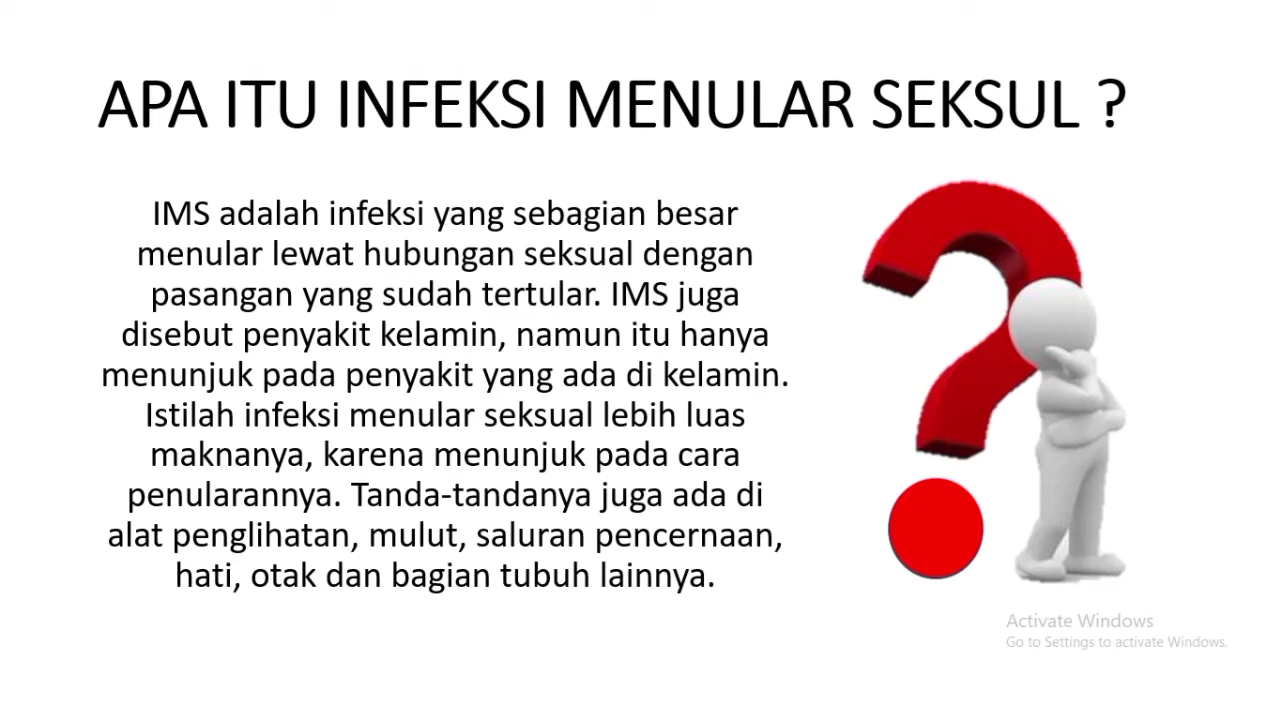 APA ITU INFEKSI MENULAR SEKSUL ?
IMS adalah infeksi yang sebagian besar
menular lewat hubungan seksual dengan
pasangan yang sudah tertular. IMS juga
disebut penyakit kelamin, namun itu hanya
menunjuk pada penyakit yang ada di kelamin.
Istilah infeksi menular seksual lebih luas
maknanya, karena menunjuk pada cara
penularannya. Tanda-tandanya juga ada di
alat penglihatan, mulut, saluran pencernaan,
hati, otak dan bagian tubuh lainnya.
Activate Windows
Go to Settings to activate Windows.